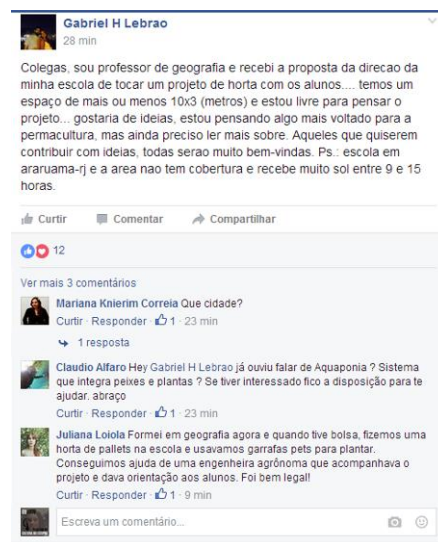 Gabriel H Lebrao
28 min
Colegas, sou professor de geografia e recebi a proposta da direcao da
minha escola de tocar um projeto de horta com os alunos.... temos um
espaço de mais ou menos 10x3 (metros) e estou livre para pensar o
projeto... gostaria de ideias, estou pensando algo mais voltado para a
permacultura, mas ainda preciso ler mais sobre. Aqueles que quiserem
contribuir com ideias, todas serao muito bem-vindas. Ps.: escola em
araruama-rj e a area nao tem cobertura e recebe muito sol entre 9 e 15
horas.
Curtir Comentar Compartilhar
12
Ver mais 3 comentários
Mariana Knierim Correia Que cidade?
Curtir · Responder · 1 · 23 min
1 resposta
Claudio Alfaro Hey Gabriel H Lebrao já ouviu falar de Aquaponia ? Sistema
que integra peixes e plantas ? Se tiver interessado fico a disposição para te
ajudar. abraço
Curtir · Responder · 1 · 23 min
Juliana Loiola Formei em geografia agora e quando tive bolsa, fizemos uma
horta de pallets na escola e usavamos garrafas pets para plantar.
Conseguimos ajuda de uma engenheira agrônoma que acompanhava o
projeto e dava orientação aos alunos. Foi bem legal!
Curtir · Responder · 1 · 9 min
Escreva um comentário...